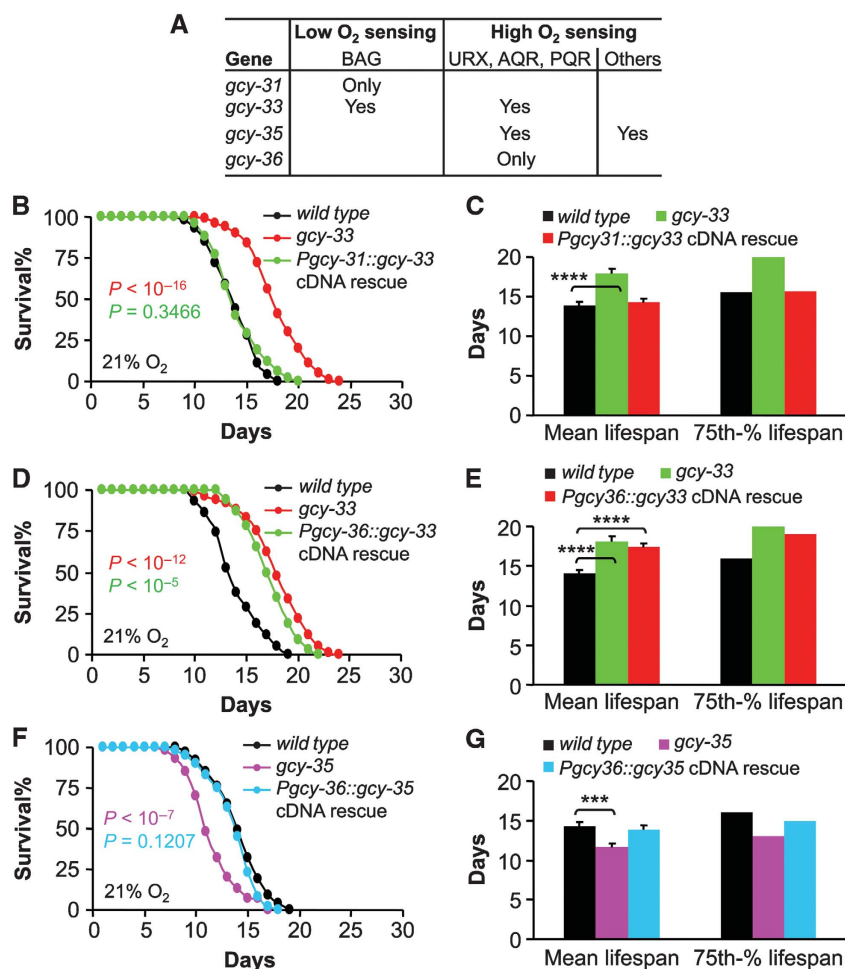 A
Low O₂ sensing High O₂ sensing
Gene BAG URX, AQR, PQR Others
gcy-31 Only
gcy-33 Yes Yes
gcy-35 Yes Yes
gcy-36 Only
B
Survival%
100
75
50
25
0
0 5 10 15 20 25 30
Days
wild type
gcy-33
Pgcy-31::gcy-33
cDNA rescue
P < 10⁻¹⁶
P = 0.3466
21% O₂
C
wild type gcy-33
Pgcy31::gcy33 cDNA rescue
Days
20
15
10
5
0
****
Mean lifespan 75th-% lifespan
D
Survival%
100
75
50
25
0
0 5 10 15 20 25 30
Days
wild type
gcy-33
Pgcy-36::gcy-33
cDNA rescue
P < 10⁻¹²
P < 10⁻⁵
21% O₂
E
wild type gcy-33
Pgcy36::gcy33 cDNA rescue
Days
20
15
10
5
0
****
****
Mean lifespan 75th-% lifespan
F
Survival%
100
75
50
25
0
0 5 10 15 20 25 30
Days
wild type
gcy-35
Pgcy-36::gcy-35
cDNA rescue
P < 10⁻⁷
P = 0.1207
21% O₂
G
wild type gcy-35
Pgcy36::gcy35 cDNA rescue
Days
20
15
10
5
0
***
Mean lifespan 75th-% lifespan